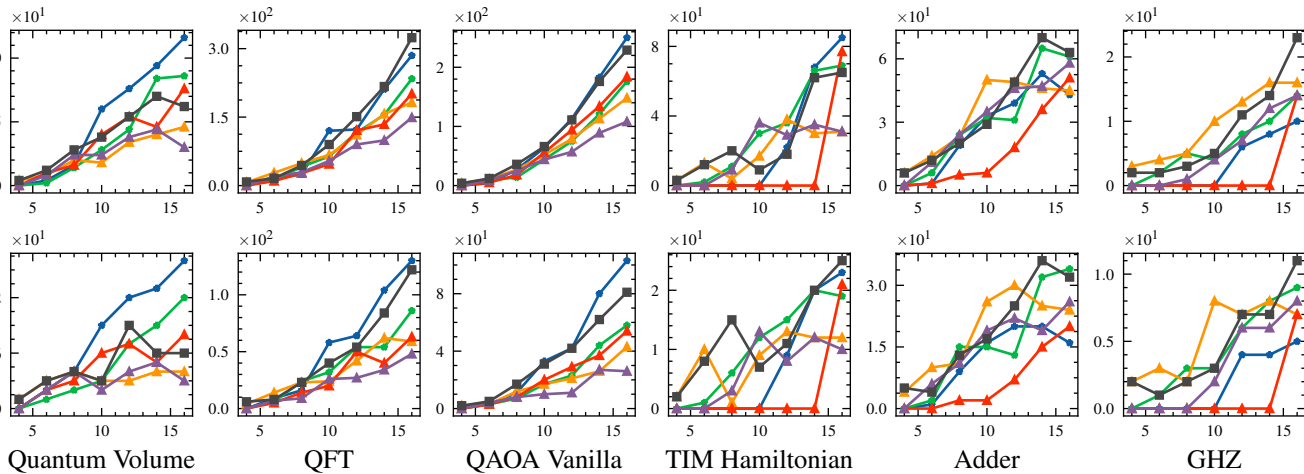 ×10¹ ×10² ×10² ×10¹ ×10¹ ×10¹
3.0 2 8 6 2
1.5 1 4 3 1
0 0.0 0 0 0 0
5 10 15 5 10 15 5 10 15 5 10 15 5 10 15 5 10 15
×10¹ ×10² ×10¹ ×10¹ ×10¹ ×10¹
1.0 8 2 3.0 1.0
0.5 4 1 1.5 0.5
0 0.0 0 0 0.0 0.0
5 10 15 5 10 15 5 10 15 5 10 15 5 10 15 5 10 15
Quantum Volume QFT QAOA Vanilla TIM Hamiltonian Adder GHZ